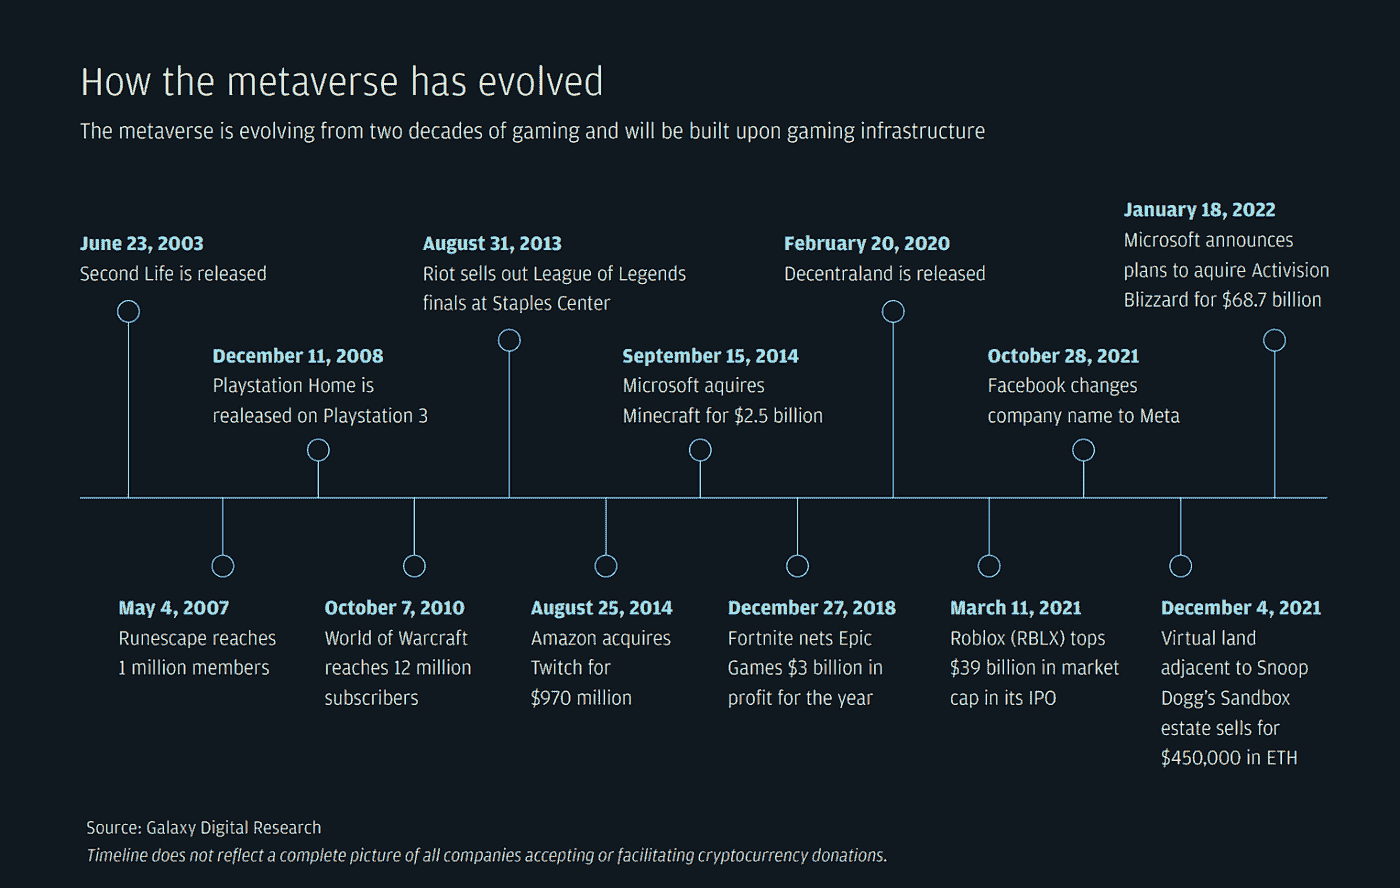 How the metaverse has evolved
The metaverse is evolving from two decades of gaming and will be built upon gaming infrastructure
June 23, 2003
Second Life is released
May 4, 2007
Runescape reaches
1 million members
December 11, 2008
Playstation Home is
realeased on Playstation 3
October 7, 2010
World of Warcraft
reaches 12 million
subscribers
August 31, 2013
Riot sells out League of Legends
finals at Staples Center
August 25, 2014
Amazon acquires
Twitch for
$970 million
September 15, 2014
Microsoft aquires
Minecraft for $2.5 billion
December 27, 2018
Fortnite nets Epic
Games $3 billion in
profit for the year
February 20, 2020
Decentraland is released
March 11, 2021
Roblox (RBLX) tops
$39 billion in market
cap in its IPO
October 28, 2021
Facebook changes
company name to Meta
December 4, 2021
Virtual land
adjacent to Snoop
Dogg’s Sandbox
estate sells for
$450,000 in ETH
January 18, 2022
Microsoft announces
plans to aquire Activision
Blizzard for $68.7 billion
Source: Galaxy Digital Research
Timeline does not reflect a complete picture of all companies accepting or facilitating cryptocurrency donations.